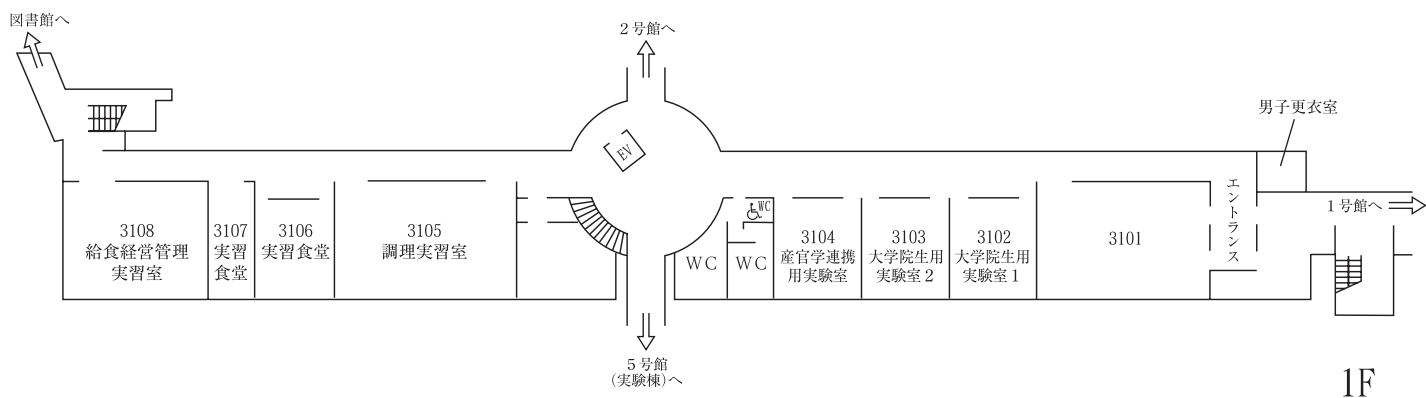 図書館へ
2号館へ
男子更衣室
EV
エントランス
1号館へ
3108
給食経営管理
実習室
3107
実習
食堂
3106
実習食堂
3105
調理実習室
WC
WC
WC
3104
産官学連携
用実験室
3103
大学院生用
実験室2
3102
大学院生用
実験室1
3101
5号館
(実験棟)へ
1F